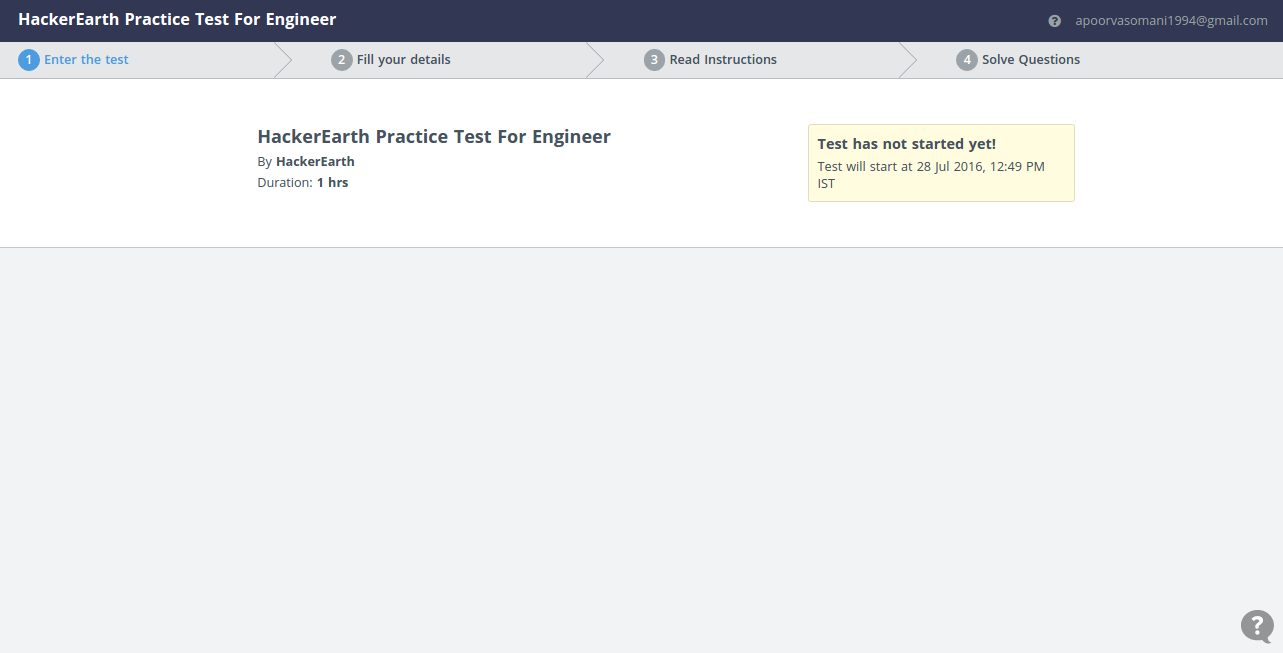 HackerEarth Practice Test For Engineer
? apoorvasomani1994@gmail.com
1 Enter the test
2 Fill your details
3 Read Instructions
4 Solve Questions
HackerEarth Practice Test For Engineer
By HackerEarth
Duration: 1 hrs
Test has not started yet!
Test will start at 28 Jul 2016, 12:49 PM
IST
?